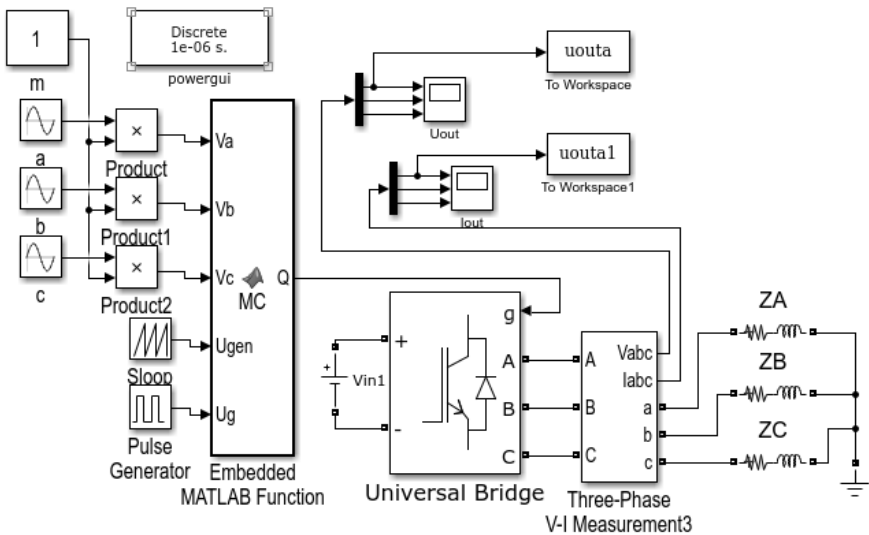 1
m
Discrete
1e-06 s.
powergui
a
b
c
×
Product
×
Product1
×
Product2
Sloop
Pulse
Generator
Va
Vb
Vc
Ugen
Ug
MC
Q
Embedded
MATLAB Function
Uout
uouta
To Workspace
Iout
uouta1
To Workspace1
+
Vin1
+
-
g
A
B
C
Universal Bridge
A
B
C
Vabc
Iabc
a
b
c
Three-Phase
V-I Measurement3
ZA
ZB
ZC